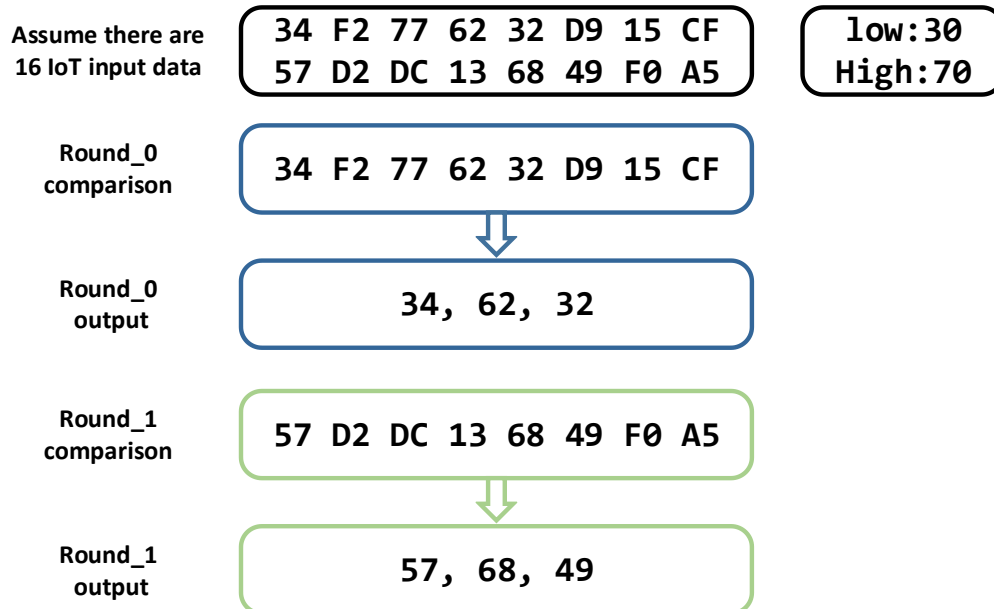 Assume there are
16 IoT input data
34 F2 77 62 32 D9 15 CF
57 D2 DC 13 68 49 F0 A5
low:30
High:70
Round_0
comparison
34 F2 77 62 32 D9 15 CF
Round_0
output
34, 62, 32
Round_1
comparison
57 D2 DC 13 68 49 F0 A5
Round_1
output
57, 68, 49